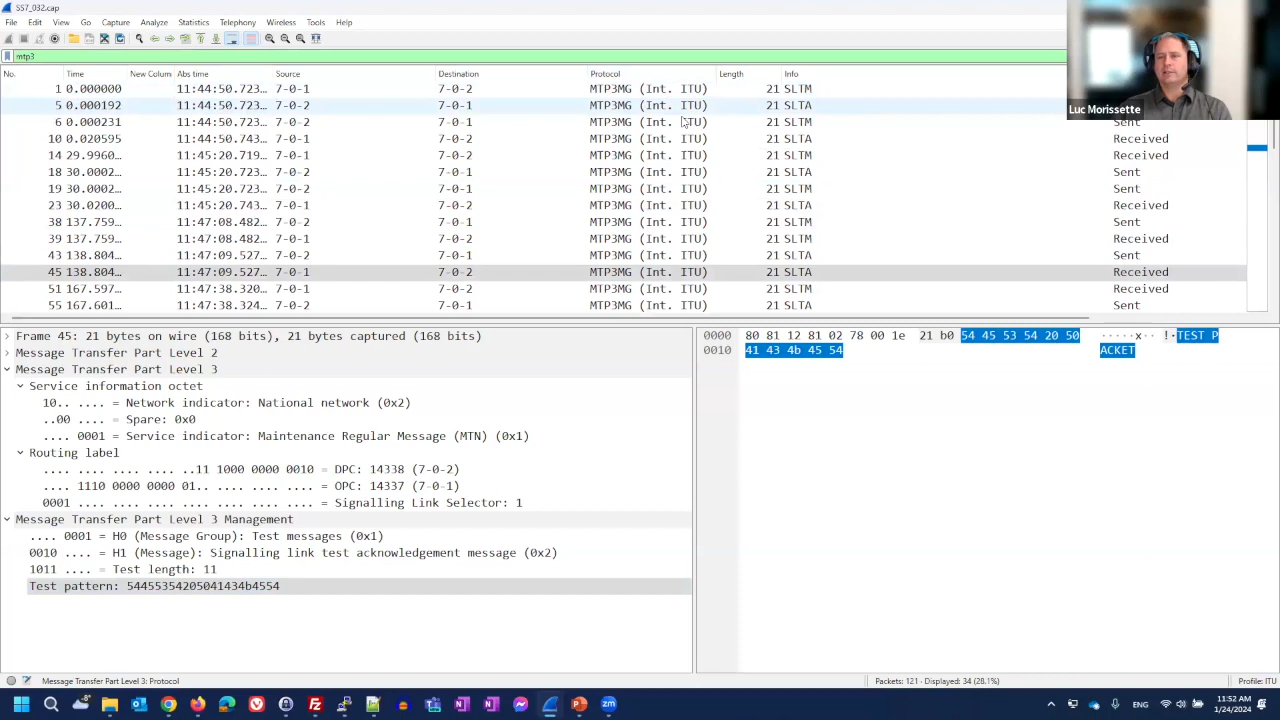 SS7_032.cap
File Edit View Go Capture Analyze Statistics Telephony Wireless Tools Help
mtp3
No. Time New Colum Abs time Source Destination Protocol Length Info
1 0.000000 11:44:50.723… 7-0-1 7-0-2 MTP3MG (Int. ITU) 21 SLTM
5 0.000192 11:44:50.723… 7-0-2 7-0-1 MTP3MG (Int. ITU) 21 SLTA
6 0.000231 11:44:50.723… 7-0-2 7-0-1 MTP3MG (Int. ITU) 21 SLTM Sent
10 0.020595 11:44:50.743… 7-0-1 7-0-2 MTP3MG (Int. ITU) 21 SLTA Received
14 29.9960… 11:45:20.719… 7-0-1 7-0-2 MTP3MG (Int. ITU) 21 SLTM Received
18 30.0002… 11:45:20.723… 7-0-2 7-0-1 MTP3MG (Int. ITU) 21 SLTA Sent
19 30.0002… 11:45:20.723… 7-0-2 7-0-1 MTP3MG (Int. ITU) 21 SLTM Sent
23 30.0200… 11:45:20.743… 7-0-1 7-0-2 MTP3MG (Int. ITU) 21 SLTA Received
38 137.759… 11:47:08.482… 7-0-2 7-0-1 MTP3MG (Int. ITU) 21 SLTM Sent
39 137.759… 11:47:08.482… 7-0-1 7-0-2 MTP3MG (Int. ITU) 21 SLTM Received
43 138.804… 11:47:09.527… 7-0-2 7-0-1 MTP3MG (Int. ITU) 21 SLTA Sent
45 138.804… 11:47:09.527… 7-0-1 7-0-2 MTP3MG (Int. ITU) 21 SLTA Received
51 167.597… 11:47:38.320… 7-0-1 7-0-2 MTP3MG (Int. ITU) 21 SLTM Received
55 167.601… 11:47:38.324… 7-0-2 7-0-1 MTP3MG (Int. ITU) 21 SLTA Sent
Luc Morissette
Frame 45: 21 bytes on wire (168 bits), 21 bytes captured (168 bits)
Message Transfer Part Level 2
Message Transfer Part Level 3
Service information octet
10.. .... = Network indicator: National network (0x2)
..00 .... = Spare: 0x0
.... 0001 = Service indicator: Maintenance Regular Message (MTN) (0x1)
Routing label
.... .... .... .... ..11 1000 0000 0010 = DPC: 14338 (7-0-2)
.... 1110 0000 0000 01.. .... .... .... = OPC: 14337 (7-0-1)
0001 .... .... .... .... .... .... .... = Signalling Link Selector: 1
Message Transfer Part Level 3 Management
.... 0001 = H0 (Message Group): Test messages (0x1)
0010 .... = H1 (Message): Signalling link test acknowledgement message (0x2)
1011 .... = Test length: 11
Test pattern: 54455354205041434b4554
0000 80 81 12 81 02 78 00 1e 21 b0 54 45 53 54 20 50 ·····x·· !·TEST P
0010 41 43 4b 45 54 ACKET
Message Transfer Part Level 3: Protocol
Packets: 121 · Displayed: 34 (28.1%)
Profile: ITU
ENG
11:52 AM
1/24/2024